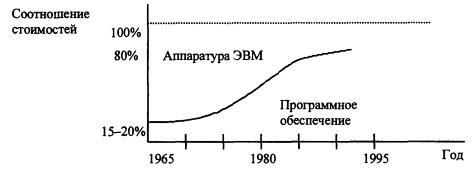 Соотношение
стоимостей
100%
80%
Аппаратура ЭВМ
Программное
обеспечение
15–20%
1965
1980
1995
Год